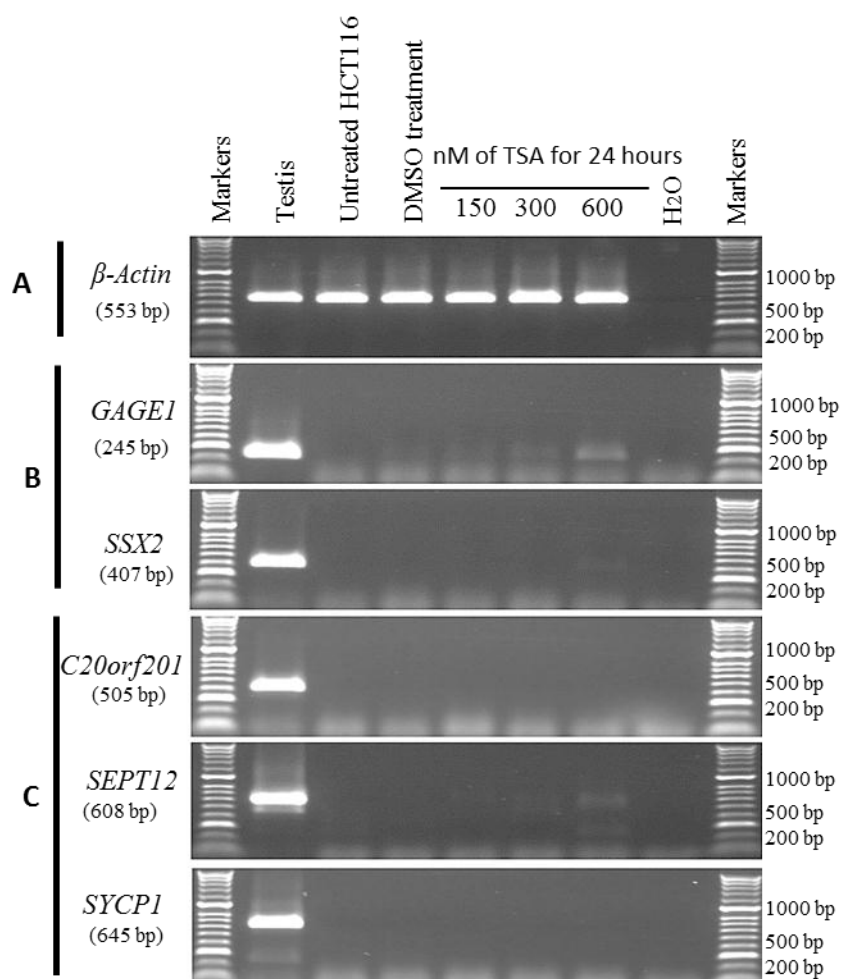 Markers
Testis
Untreated HCT116
DMSO treatment
nM of TSA for 24 hours
150 300 600
H2O
Markers
A
β-Actin
(553 bp)
1000 bp
500 bp
200 bp
B
GAGE1
(245 bp)
1000 bp
500 bp
200 bp
SSX2
(407 bp)
1000 bp
500 bp
200 bp
C
C20orf201
(505 bp)
1000 bp
500 bp
200 bp
SEPT12
(608 bp)
1000 bp
500 bp
200 bp
SYCP1
(645 bp)
1000 bp
500 bp
200 bp